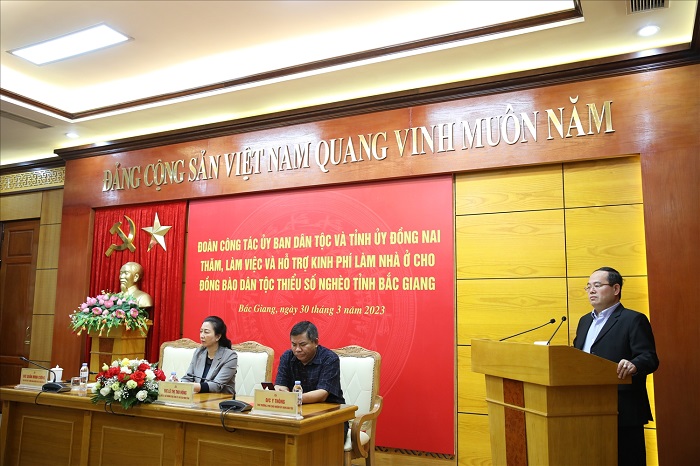 ĐẢNG CỘNG SẢN VIỆT NAM QUANG VINH MUÔN NĂM
ĐOÀN CÔNG TÁC ỦY BAN DÂN TỘC VÀ TỈNH ỦY ĐỒNG NAI
THĂM, LÀM VIỆC VÀ HỖ TRỢ KINH PHÍ LÀM NHÀ Ở CHO
ĐỒNG BÀO DÂN TỘC THIỂU SỐ NGHÈO TỈNH BẮC GIANG
Bắc Giang, ngày 30 tháng 3 năm 2023
Đ/C Y THÔNG